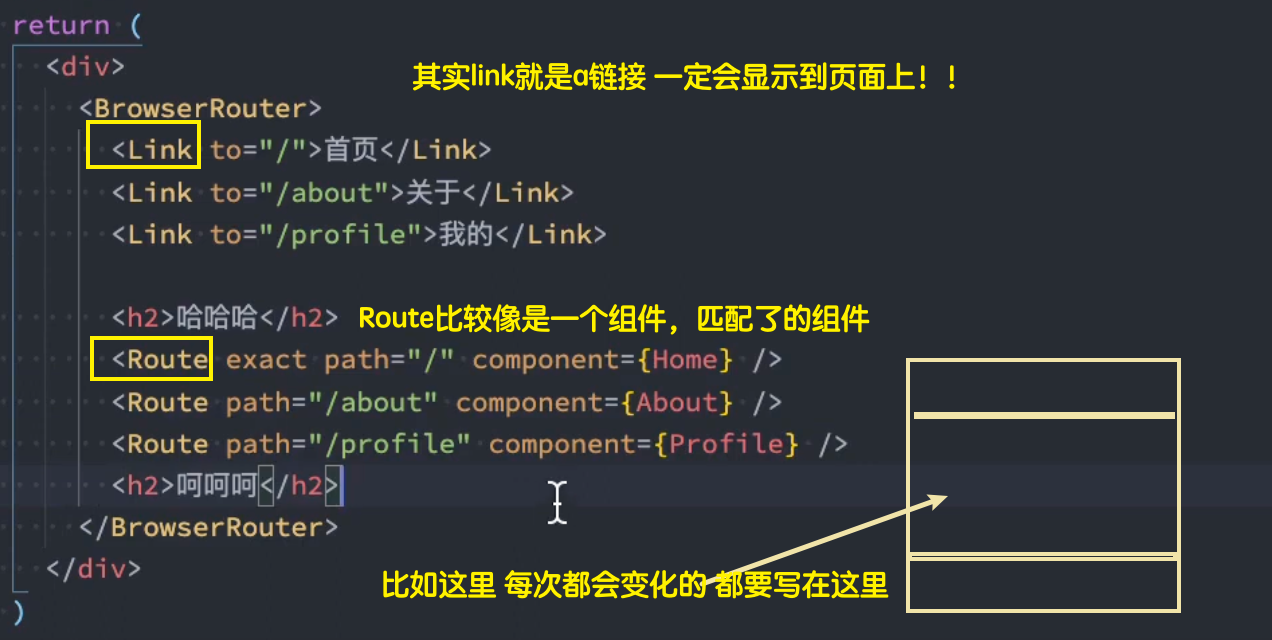 return (
<div>
其实link就是a链接 一定会显示到页面上！！
<BrowserRouter>
<Link to="/">首页</Link>
<Link to="/about">关于</Link>
<Link to="/profile">我的</Link>
<h2>哈哈哈</h2> Route比较像是一个组件，匹配了的组件
<Route exact path="/" component={Home} />
<Route path="/about" component={About} />
<Route path="/profile" component={Profile} />
<h2>呵呵呵</h2>
</BrowserRouter>
</div>
比如这里 每次都会变化的 都要写在这里
)